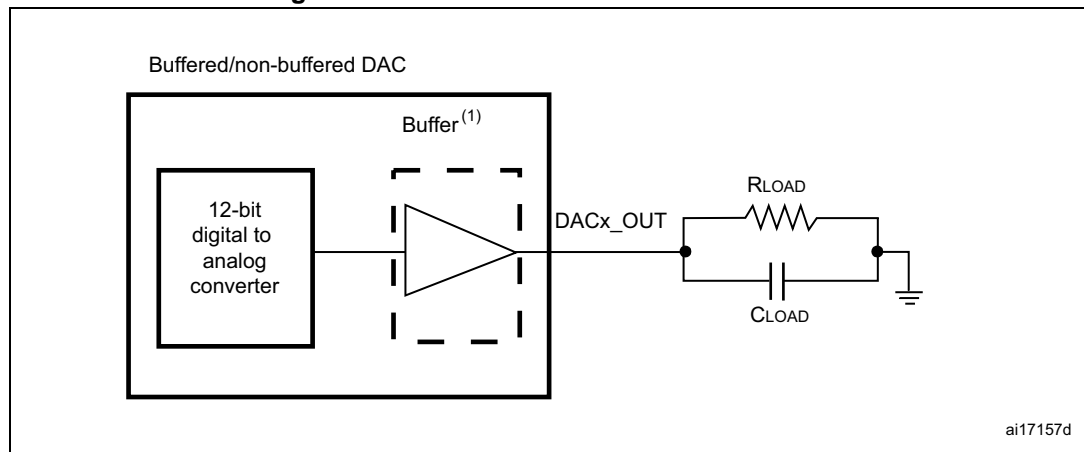 Buffered/non-buffered DAC
Buffer(1)
12-bit
digital to
analog
converter
DACx_OUT
RLOAD
CLOAD
ai17157d